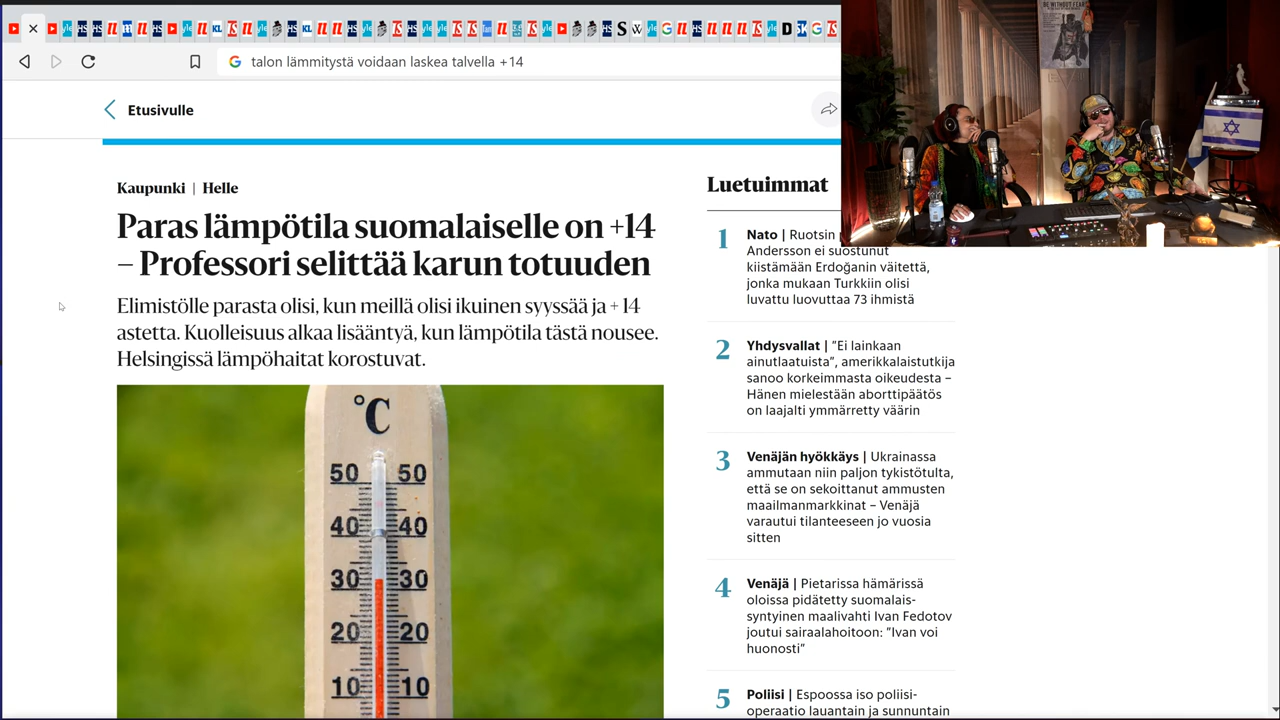 talon lämmitystä voidaan laskea talvella +14
BE WITHOUT FEAR
Etusivulle
Kaupunki | Helle
Paras lämpötila suomalaiselle on +14
– Professori selittää karun totuuden
Elimistölle parasta olisi, kun meillä olisi ikuinen syyssää ja +14
astetta. Kuolleisuus alkaa lisääntyä, kun lämpötila tästä nousee.
Helsingissä lämpöhaitat korostuvat.
°C
50 50
40 40
30 30
20 20
10 10
Luetuimmat
1 Nato | Ruotsin
Andersson ei suostunut
kiistämään Erdoğanin väitettä,
jonka mukaan Turkkiin olisi
luvattu luovuttaa 73 ihmistä
2 Yhdysvallat | ”Ei lainkaan
ainutlaatuista”, amerikkalaistutkija
sanoo korkeimmasta oikeudesta –
Hänen mielestään aborttipäätös
on laajalti ymmärretty väärin
3 Venäjän hyökkäys | Ukrainassa
ammutaan niin paljon tykistötulta,
että se on sekoittanut ammusten
maailmanmarkkinat – Venäjä
varautui tilanteeseen jo vuosia
sitten
4 Venäjä | Pietarissa hämärissä
oloissa pidätetty suomalais-
syntyinen maalivahti Ivan Fedotov
joutui sairaalahoitoon: ”Ivan voi
huonosti”
5 Poliisi | Espoossa iso poliisi-
operaatio lauantain ja sunnuntain